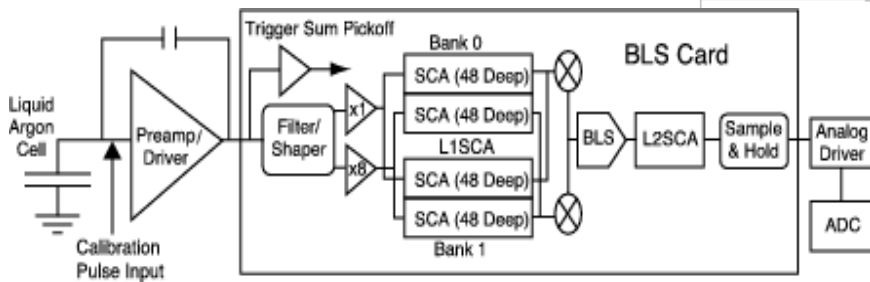 Trigger Sum Pickoff
Bank 0
BLS Card
SCA (48 Deep)
SCA (48 Deep)
L1SCA
SCA (48 Deep)
SCA (48 Deep)
Bank 1
Liquid
Argon
Cell
Preamp/
Driver
Calibration
Pulse Input
Filter/
Shaper
x1
x8
BLS
L2SCA
Sample
& Hold
Analog
Driver
ADC